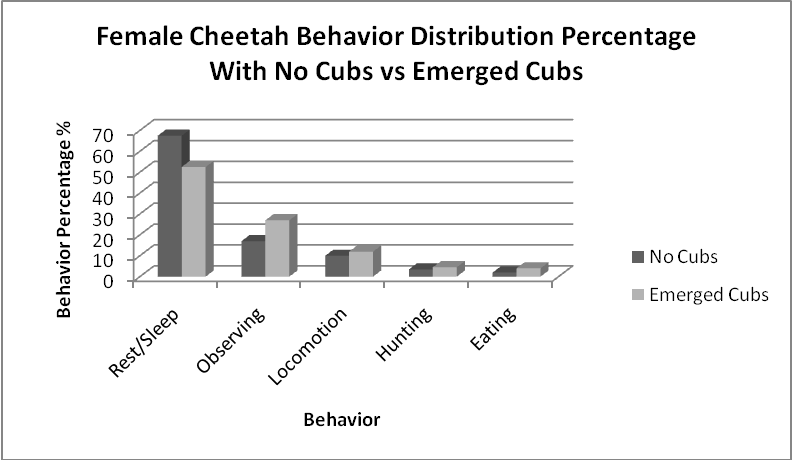 Female Cheetah Behavior Distribution Percentage
With No Cubs vs Emerged Cubs
Behavior Percentage %
70
60
50
40
30
20
10
0
Rest/Sleep
Observing
Locomotion
Hunting
Eating
Behavior
No Cubs
Emerged Cubs